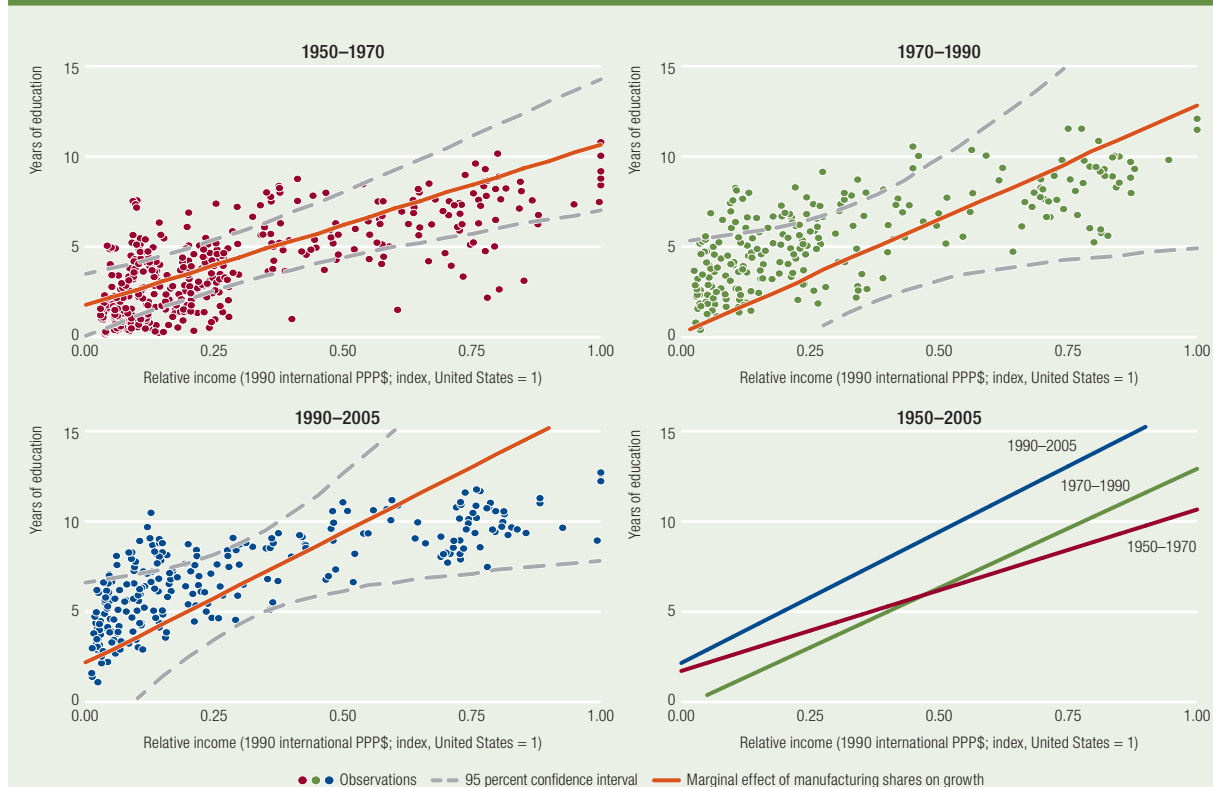 1950–1970
Years of education
15
10
5
0
0.00 0.25 0.50 0.75 1.00
Relative income (1990 international PPP$; index, United States = 1)
1970–1990
Years of education
15
10
5
0
0.00 0.25 0.50 0.75 1.00
Relative income (1990 international PPP$; index, United States = 1)
1990–2005
Years of education
15
10
5
0
0.00 0.25 0.50 0.75 1.00
Relative income (1990 international PPP$; index, United States = 1)
1950–2005
Years of education
15
10
5
0
1990–2005
1970–1990
1950–1970
0.00 0.25 0.50 0.75 1.00
Relative income (1990 international PPP$; index, United States = 1)
Observations 95 percent confidence interval Marginal effect of manufacturing shares on growth